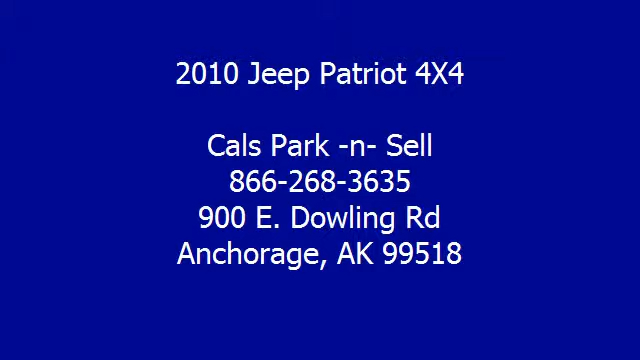 2010 Jeep Patriot 4X4
Cals Park -n- Sell
866-268-3635
900 E. Dowling Rd
Anchorage, AK 99518